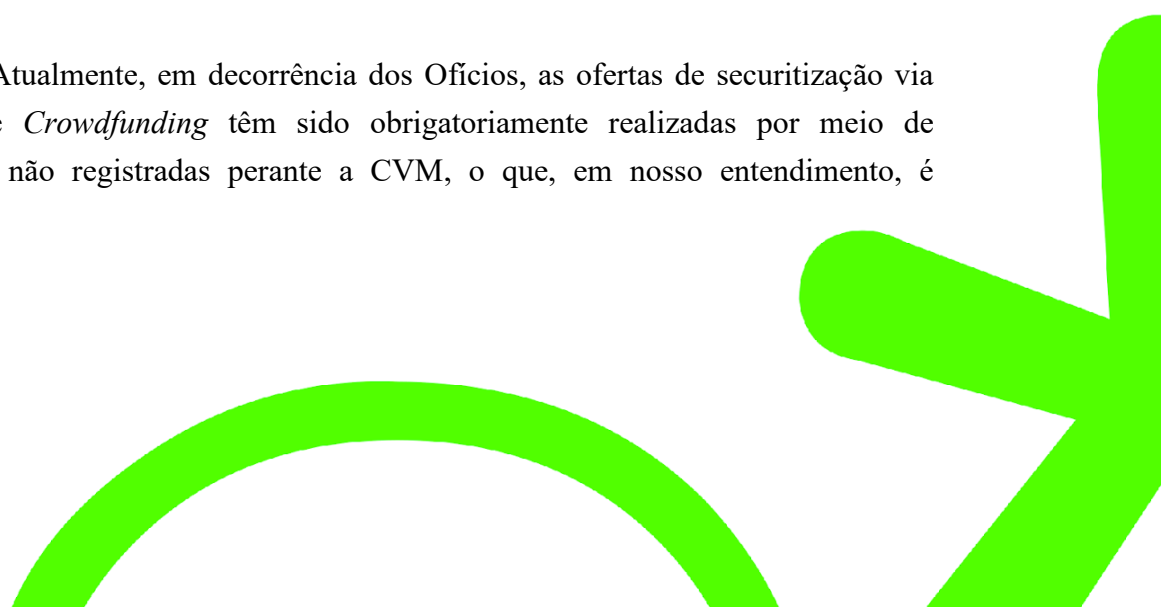 Atualmente, em decorrência dos Ofícios, as ofertas de securitização via
e Crowdfunding têm sido obrigatoriamente realizadas por meio de
não registradas perante a CVM, o que, em nosso entendimento, é